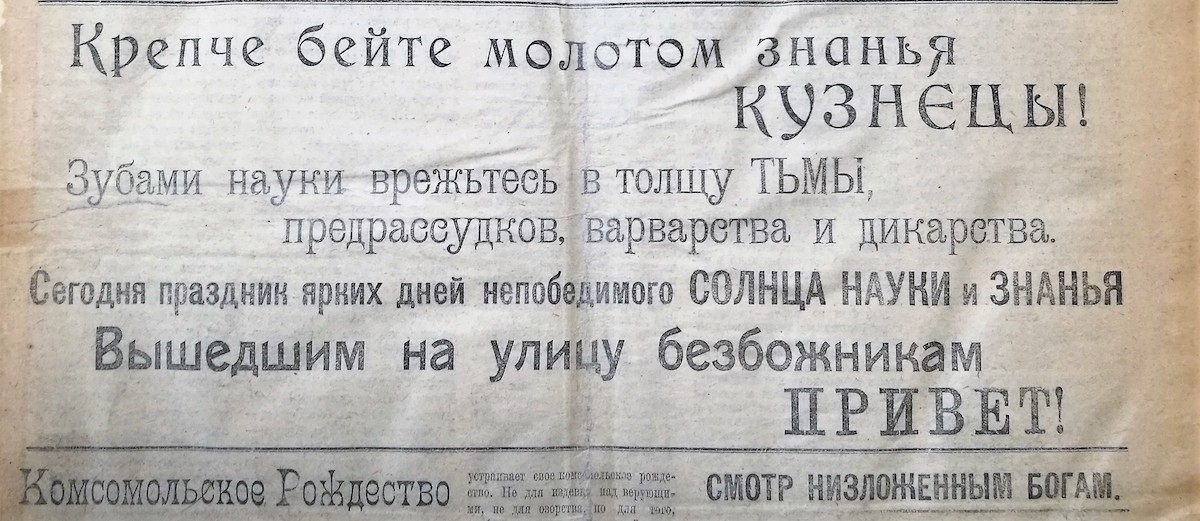 Крепче бейте молотом знанья
КУЗНЕЦЫ!
Зубами науки врежьтесь в толщу ТЬМЫ,
предрассудков, варварства и дикарства.
Сегодня праздник ярких дней непобедимого СОЛНЦА НАУКИ и ЗНАНЬЯ
Вышедшим на улицу безбожникам
ПРИВЕТ!
Комсомольское Рождество
устраивает свое комсомольское рожде-
ство. Не для издевк над верующи-
ми, не для озорства, но для того,
СМОТР НИЗЛОЖЕННЫМ БОГАМ.